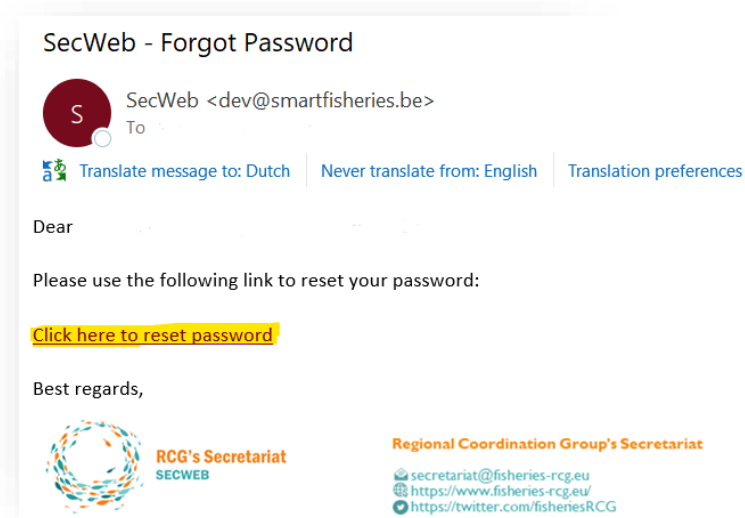 SecWeb - Forgot Password
S
SecWeb <dev@smartfisheries.be>
To
Translate message to: Dutch Never translate from: English Translation preferences
Dear
Please use the following link to reset your password:
Click here to reset password
Best regards,
RCG's Secretariat
SECWEB
Regional Coordination Group's Secretariat
secretariat@fisheries-rcg.eu
https://www.fisheries-rcg.eu/
https://twitter.com/fisheriesRCG